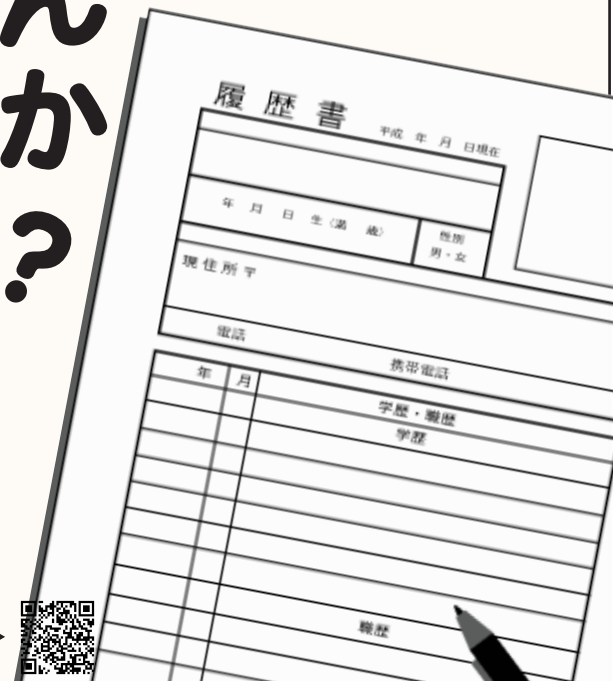 んか？
履歴書
平成 年 月 日現在
年 月 日 生（満 歳）
性別
男・女
現住所〒
電話
携帯電話
年 月
学歴・職歴
学歴
職歴